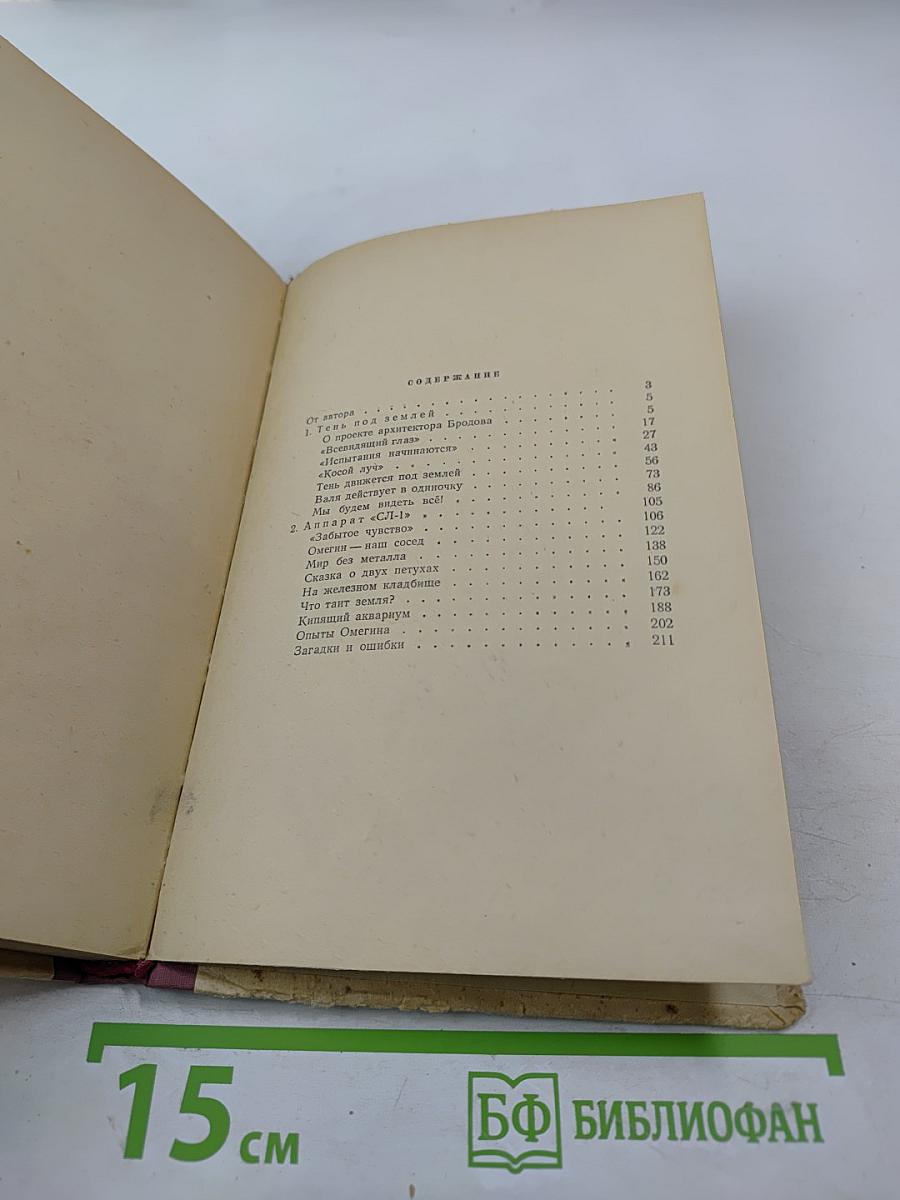 СОДЕРЖАНИЕ
От автора . . . . . . . . . . . . 3
1. Тень под землей . . . . . . . . . . 5
О проекте архитектора Бродова . . . . . . 5
«Всевидящий глаз» . . . . . . . . . . 17
«Испытания начинаются» . . . . . . . . 27
«Косой луч» . . . . . . . . . . . 43
Тень движется под землей . . . . . . . 56
Валя действует в одиночку . . . . . . . 73
Мы будем видеть всё! . . . . . . . . 86
2. Аппарат «СЛ-1» . . . . . . . . . . 105
«Забытое чувство» . . . . . . . . . . 106
Омегин — наш сосед . . . . . . . . . 122
Мир без металла . . . . . . . . . . 138
Сказка о двух петухах . . . . . . . . 150
На железном кладбище . . . . . . . . 162
Что таит земля? . . . . . . . . . . 173
Кипящий аквариум . . . . . . . . . . 188
Опыты Омегина . . . . . . . . . . . 202
Загадки и ошибки . . . . . . . . . . 211
15 см
БФ БИБЛИОФАН